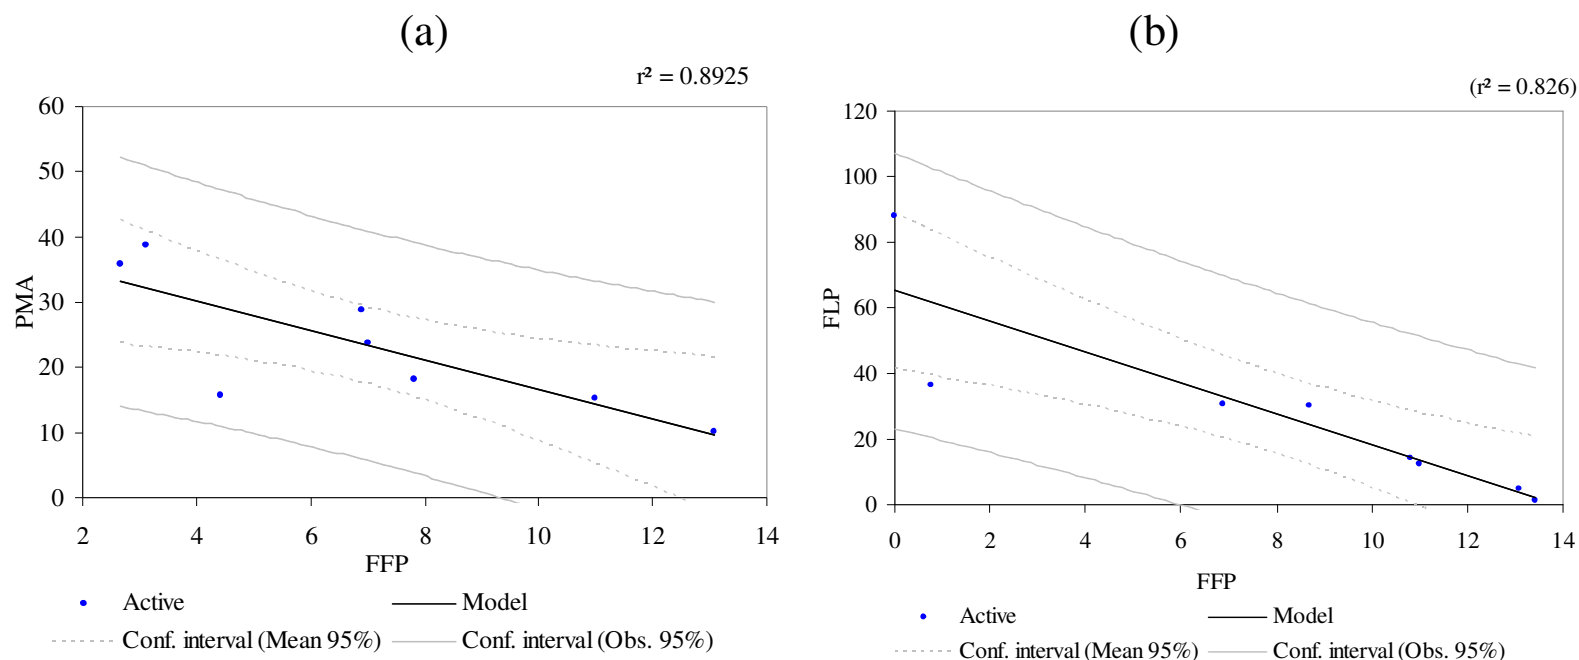 (a)
r² = 0.8925
60
50
40
30
20
10
0
PMA
2 4 6 8 10 12 14
FFP
Active Model
Conf. interval (Mean 95%) Conf. interval (Obs. 95%)
(b)
(r² = 0.826)
120
100
80
60
40
20
0
FLP
0 2 4 6 8 10 12 14
FFP
Active Model
Conf. interval (Mean 95%) Conf. interval (Obs. 95%)